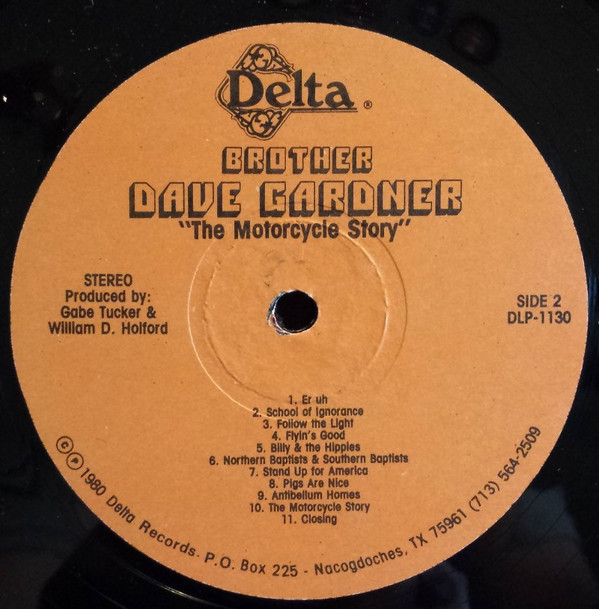 Delta ®
BROTHER
DAVE GARDNER
"The Motorcycle Story"
STEREO
Produced by:
Gabe Tucker &
William D. Holford
SIDE 2
DLP-1130
1. Er uh
2. School of Ignorance
3. Follow the Light
4. Flyin's Good
5. Billy & the Hippies
6. Northern Baptists & Southern Baptists
7. Stand Up for America
8. Pigs Are Nice
9. Antibellum Homes
10. The Motorcycle Story
11. Closing
© ℗ 1980 Delta Records. P.O. Box 225 - Nacogdoches, TX 75961 (713) 564-2509